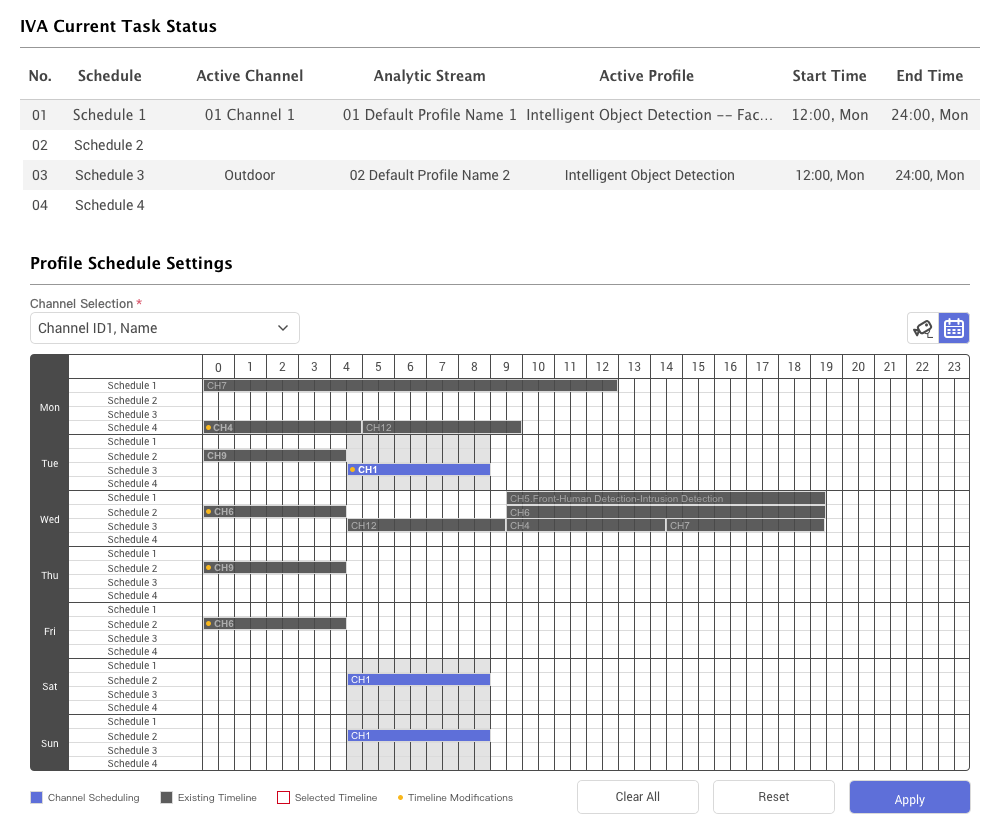 IVA Current Task Status
No. Schedule Active Channel Analytic Stream Active Profile Start Time End Time
01 Schedule 1 01 Channel 1 01 Default Profile Name 1 Intelligent Object Detection -- Fac... 12:00, Mon 24:00, Mon
02 Schedule 2
03 Schedule 3 Outdoor 02 Default Profile Name 2 Intelligent Object Detection 12:00, Mon 24:00, Mon
04 Schedule 4
Profile Schedule Settings
Channel Selection *
Channel ID1, Name
0 1 2 3 4 5 6 7 8 9 10 11 12 13 14 15 16 17 18 19 20 21 22 23
Mon
Schedule 1 CH7
Schedule 2
Schedule 3
Schedule 4 CH4 CH12
Tue
Schedule 1
Schedule 2 CH9
Schedule 3 CH1
Schedule 4
Wed
Schedule 1 CH5.Front-Human Detection-Intrusion Detection
Schedule 2 CH6 CH6
Schedule 3 CH12 CH4 CH7
Schedule 4
Thu
Schedule 1
Schedule 2 CH9
Schedule 3
Schedule 4
Fri
Schedule 1
Schedule 2 CH6
Schedule 3
Schedule 4
Sat
Schedule 1
Schedule 2 CH1
Schedule 3
Schedule 4
Sun
Schedule 1
Schedule 2 CH1
Schedule 3
Schedule 4
Channel Scheduling Existing Timeline Selected Timeline Timeline Modifications
Clear All Reset Apply